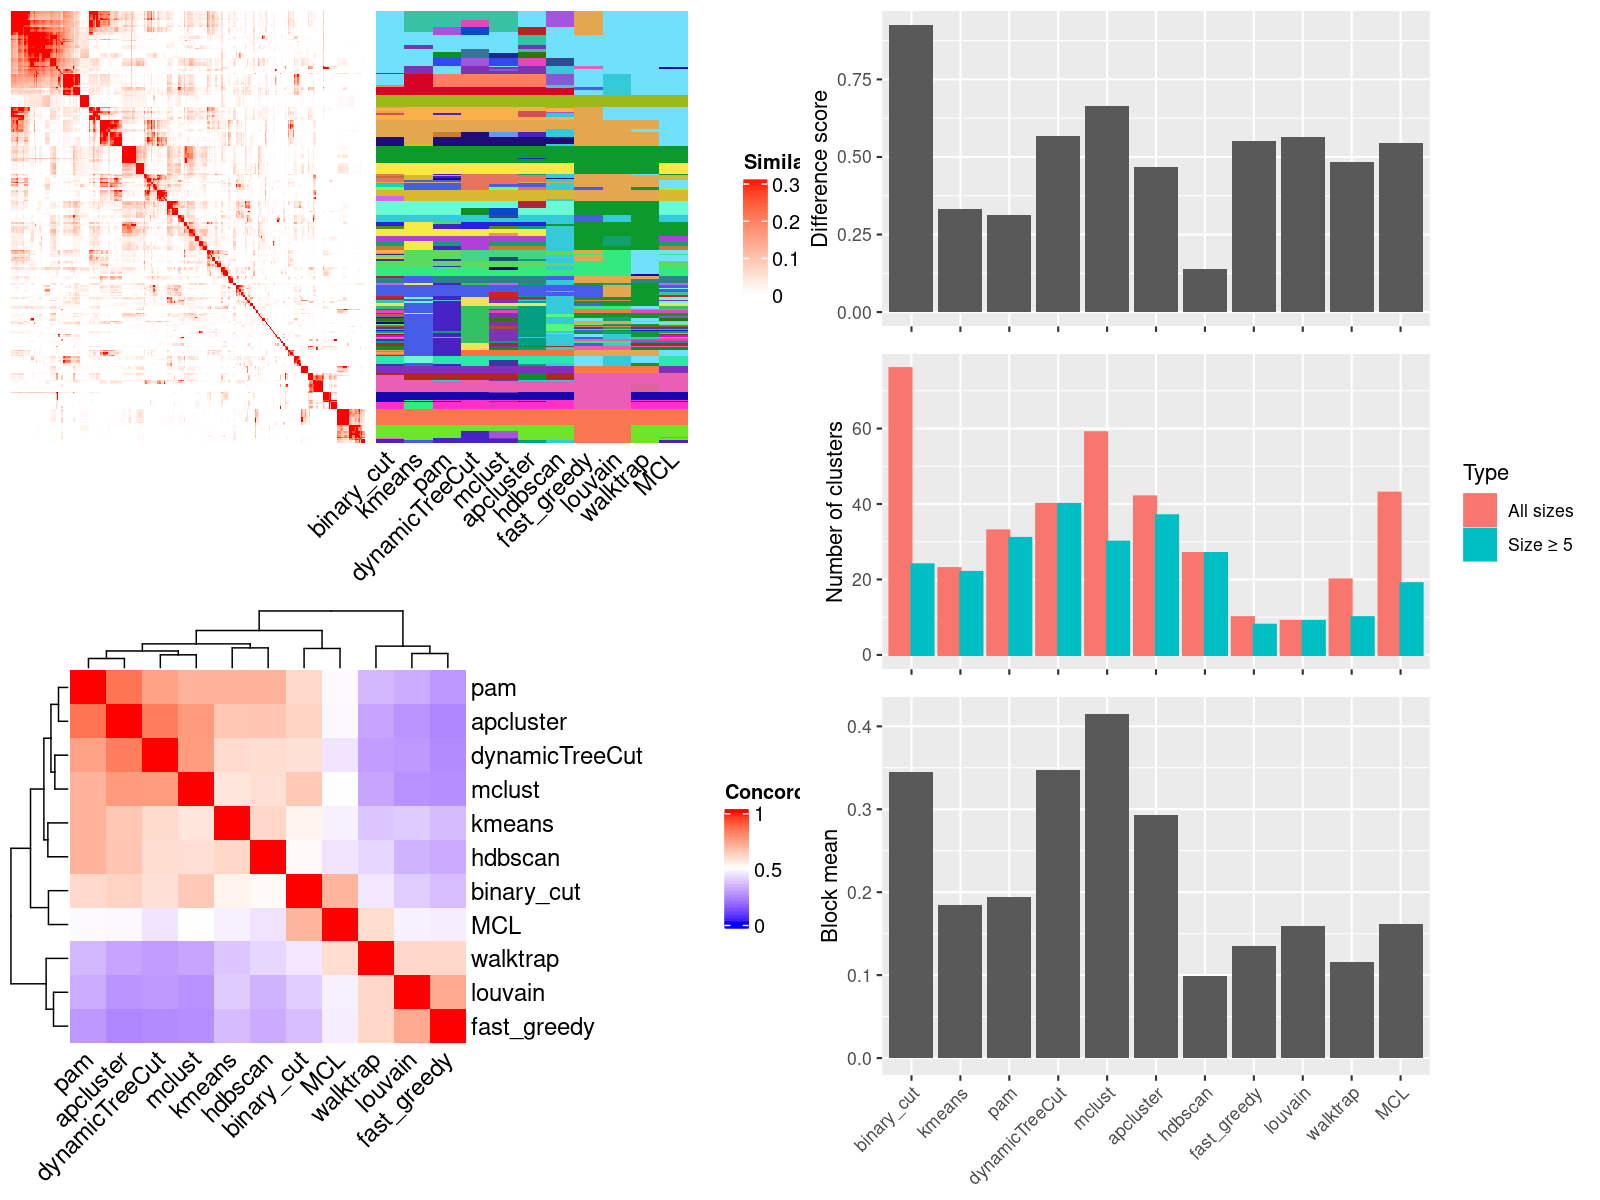 Simila
0.3
0.2
0.1
0
binary_cut
kmeans
pam
dynamicTreeCut
mclust
apcluster
hdbscan
fast_greedy
louvain
walktrap
MCL
pam
apcluster
dynamicTreeCut
mclust
kmeans
hdbscan
binary_cut
MCL
walktrap
louvain
fast_greedy
pam
apcluster
dynamicTreeCut
mclust
kmeans
hdbscan
binary_cut
MCL
walktrap
louvain
fast_greedy
Concord
1
0.5
0
Difference score
0.75
0.50
0.25
0.00
Number of clusters
60
40
20
0
Type
All sizes
Size ≥ 5
Block mean
0.4
0.3
0.2
0.1
0.0
binary_cut
kmeans
pam
dynamicTreeCut
mclust
apcluster
hdbscan
fast_greedy
louvain
walktrap
MCL